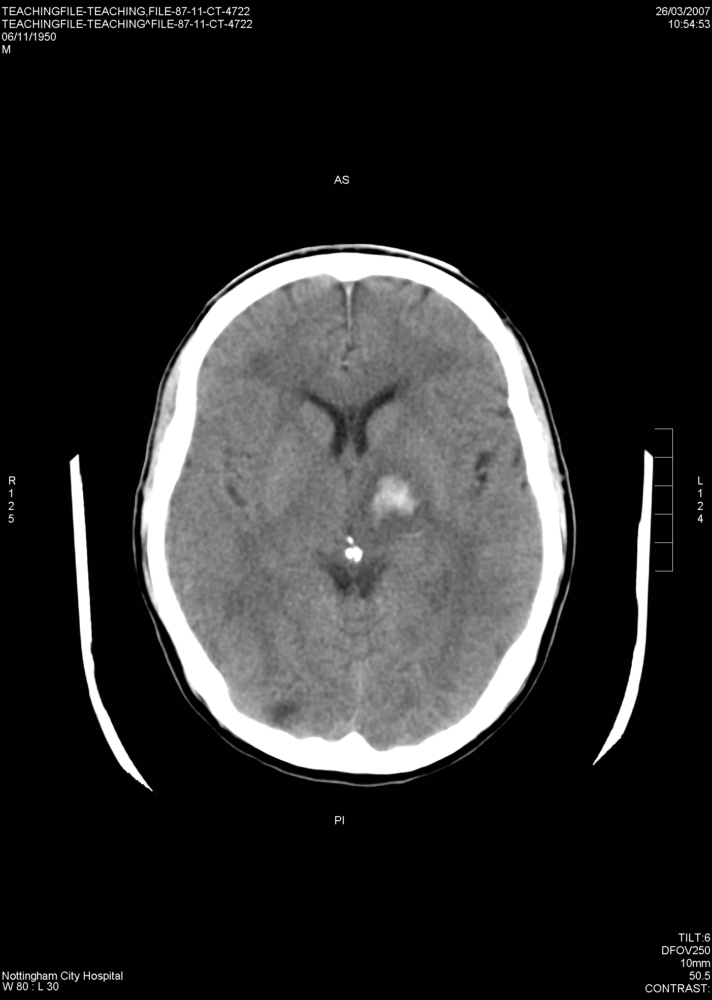 TEACHINGFILE-TEACHING,FILE-87-11-CT-4722
TEACHINGFILE-TEACHING^FILE-87-11-CT-4722
06/11/1950
M
26/03/2007
10:54:53
AS
R
1
2
5
L
1
2
4
PI
Nottingham City Hospital
W 80 : L 30
TILT:6
DFOV250
10mm
50.5
CONTRAST: